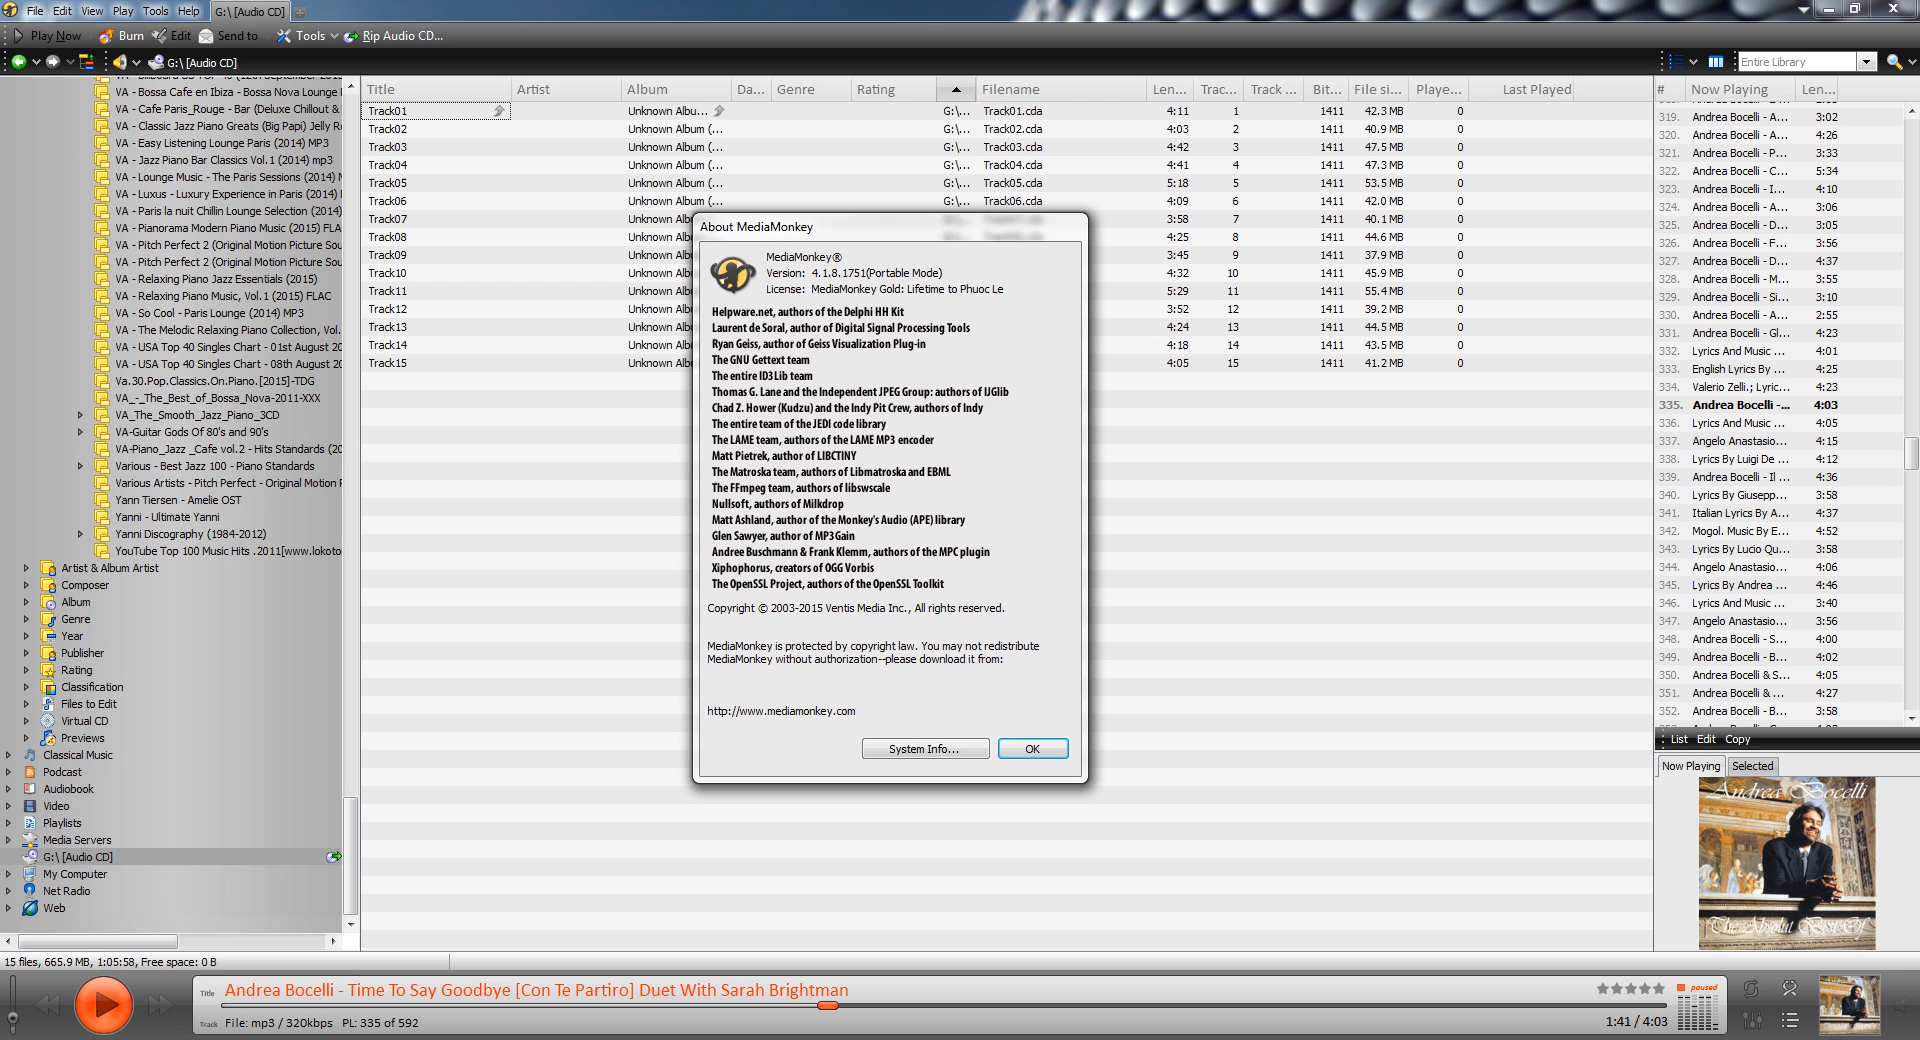 File Edit View Play Tools Help G:\ [Audio CD]
Play Now Burn Edit Send to Tools Rip Audio CD...
G:\ [Audio CD] Entire Library
VA - Bossa Cafe en Ibiza - Bossa Nova Lounge
VA - Cafe Paris_Rouge - Bar (Deluxe Chillout &
VA - Classic Jazz Piano Greats (Big Papi) Jelly R
VA - Easy Listening Lounge Paris (2014) MP3
VA - Jazz Piano Bar Classics Vol.1 (2014) mp3
VA - Lounge Music - The Paris Sessions (2014)
VA - Luxus - Luxury Experience in Paris (2014)
VA - Paris la nuit Chillin Lounge Selection (2014)
VA - Pianorama Modern Piano Music (2015) FLA
VA - Pitch Perfect 2 (Original Motion Picture Sou
VA - Pitch Perfect 2 (Original Motion Picture Sou
VA - Relaxing Piano Jazz Essentials (2015)
VA - Relaxing Piano Music, Vol.1 (2015) FLAC
VA - So Cool - Paris Lounge (2014) MP3
VA - The Melodic Relaxing Piano Collection, Vol.
VA - USA Top 40 Singles Chart - 01st August 20
VA - USA Top 40 Singles Chart - 08th August 20
Va.30.Pop.Classics.On.Piano.[2015]-TDG
VA_-_The_Best_of_Bossa_Nova-2011-XXX
VA_The_Smooth_Jazz_Piano_3CD
VA-Guitar Gods Of 80's and 90's
VA-Piano_Jazz _Cafe vol.2 - Hits Standards (20
Various - Best Jazz 100 - Piano Standards
Various Artists - Pitch Perfect - Original Motion
Yann Tiersen - Amelie OST
Yanni - Ultimate Yanni
Yanni Discography (1984-2012)
YouTube Top 100 Music Hits .2011[www.lokoto
Artist & Album Artist
Composer
Album
Genre
Year
Publisher
Rating
Classification
Files to Edit
Virtual CD
Previews
Classical Music
Podcast
Audiobook
Video
Playlists
Media Servers
G:\ [Audio CD]
My Computer
Net Radio
Web
Title Artist Album Da... Genre Rating Filename Len... Trac... Track ... Bit... File si... Playe... Last Played
Track01 Unknown Albu... G:\... Track01.cda 4:11 1 1411 42.3 MB 0
Track02 Unknown Album (... G:\... Track02.cda 4:03 2 1411 40.9 MB 0
Track03 Unknown Album (... G:\... Track03.cda 4:42 3 1411 47.5 MB 0
Track04 Unknown Album (... G:\... Track04.cda 4:41 4 1411 47.3 MB 0
Track05 Unknown Album (... G:\... Track05.cda 5:18 5 1411 53.5 MB 0
Track06 Unknown Album (... G:\... Track06.cda 4:09 6 1411 42.0 MB 0
Track07 Unknown Alb 3:58 7 1411 40.1 MB 0
Track08 Unknown Alb 4:25 8 1411 44.6 MB 0
Track09 Unknown Alb 3:45 9 1411 37.9 MB 0
Track10 Unknown Alb 4:32 10 1411 45.9 MB 0
Track11 Unknown Alb 5:29 11 1411 55.4 MB 0
Track12 Unknown Alb 3:52 12 1411 39.2 MB 0
Track13 Unknown Alb 4:24 13 1411 44.5 MB 0
Track14 Unknown Alb 4:18 14 1411 43.5 MB 0
Track15 Unknown Alb 4:05 15 1411 41.2 MB 0
About MediaMonkey
MediaMonkey®
Version: 4.1.8.1751(Portable Mode)
License: MediaMonkey Gold: Lifetime to Phuoc Le
Helpware.net, authors of the Delphi HH Kit
Laurent de Soral, author of Digital Signal Processing Tools
Ryan Geiss, author of Geiss Visualization Plug-in
The GNU Gettext team
The entire ID3Lib team
Thomas G. Lane and the Independent JPEG Group: authors of IJGlib
Chad Z. Hower (Kudzu) and the Indy Pit Crew, authors of Indy
The entire team of the JEDI code library
The LAME team, authors of the LAME MP3 encoder
Matt Pietrek, author of LIBCTINY
The Matroska team, authors of Libmatroska and EBML
The FFmpeg team, authors of libswscale
Nullsoft, authors of Milkdrop
Matt Ashland, author of the Monkey's Audio (APE) library
Glen Sawyer, author of MP3Gain
Andree Buschmann & Frank Klemm, authors of the MPC plugin
Xiphophorus, creators of OGG Vorbis
The OpenSSL Project, authors of the OpenSSL Toolkit
Copyright © 2003-2015 Ventis Media Inc., All rights reserved.
MediaMonkey is protected by copyright law. You may not redistribute
MediaMonkey without authorization--please download it from:
http://www.mediamonkey.com
System Info... OK
# Now Playing Len...
319. Andrea Bocelli - A... 3:02
320. Andrea Bocelli - A... 4:26
321. Andrea Bocelli - P... 3:33
322. Andrea Bocelli - C... 5:34
323. Andrea Bocelli - I... 4:10
324. Andrea Bocelli - A... 3:06
325. Andrea Bocelli - D... 3:05
326. Andrea Bocelli - F... 3:56
327. Andrea Bocelli - D... 4:37
328. Andrea Bocelli - M... 3:55
329. Andrea Bocelli - Si... 3:10
330. Andrea Bocelli - A... 2:55
331. Andrea Bocelli - Gl... 4:23
332. Lyrics And Music ... 4:01
333. English Lyrics By ... 4:25
334. Valerio Zelli.; Lyric... 4:23
335. Andrea Bocelli -... 4:03
336. Lyrics And Music ... 4:05
337. Angelo Anastasio... 4:15
338. Lyrics By Luigi De ... 4:12
339. Andrea Bocelli - Il ... 4:36
340. Lyrics By Giusepp... 3:58
341. Italian Lyrics By A... 4:37
342. Mogol. Music By E... 4:52
343. Lyrics By Lucio Qu... 3:58
344. Angelo Anastasio... 4:06
345. Lyrics By Andrea ... 4:46
346. Lyrics And Music ... 3:40
347. Angelo Anastasio... 3:56
348. Andrea Bocelli - S... 4:00
349. Andrea Bocelli - B... 4:02
350. Andrea Bocelli & S... 4:05
351. Andrea Bocelli & ... 4:27
352. Andrea Bocelli - B... 3:58
List Edit Copy
Now Playing Selected
Andrea Bocelli
The Absolut Best Of
15 files, 665.9 MB, 1:05:58, Free space: 0 B
Title Andrea Bocelli - Time To Say Goodbye [Con Te Partiro] Duet With Sarah Brightman paused
Track File: mp3 / 320kbps PL: 335 of 592 1:41 / 4:03